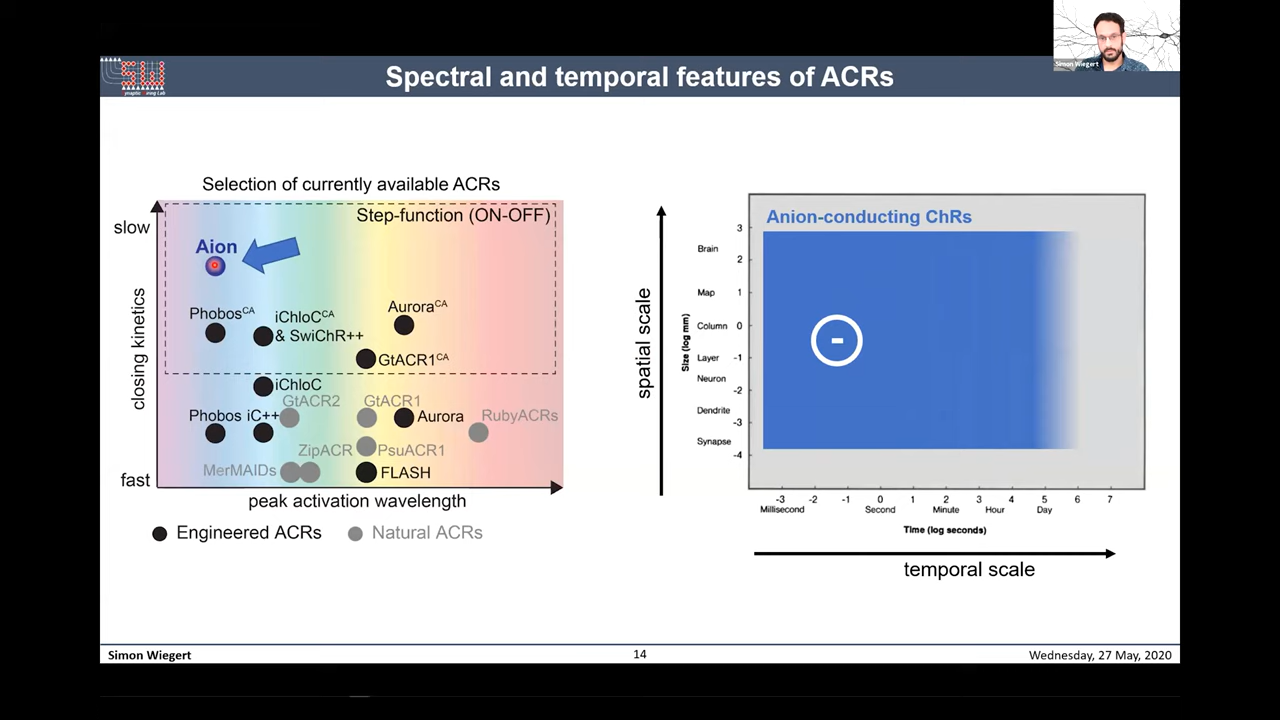 Simon Wiegert
SW
Synaptic Wiring Lab
Spectral and temporal features of ACRs
Selection of currently available ACRs
slow
closing kinetics
fast
Step-function (ON-OFF)
Aion
Phobos^CA
iChloC^CA
& SwiChR++
Aurora^CA
GtACR1^CA
iChloC
GtACR2
GtACR1
Phobos
iC++
Aurora
RubyACRs
ZipACR
PsuACR1
MerMAIDs
FLASH
peak activation wavelength
Engineered ACRs
Natural ACRs
spatial scale
Size (log mm)
Anion-conducting ChRs
3
Brain
2
Map
1
Column
0
Layer
-1
Neuron
-2
Dendrite
-3
Synapse
-4
-
-3 -2 -1 0 1 2 3 4 5 6 7
Millisecond Second Minute Hour Day
Time (log seconds)
temporal scale
Simon Wiegert
14
Wednesday, 27 May, 2020